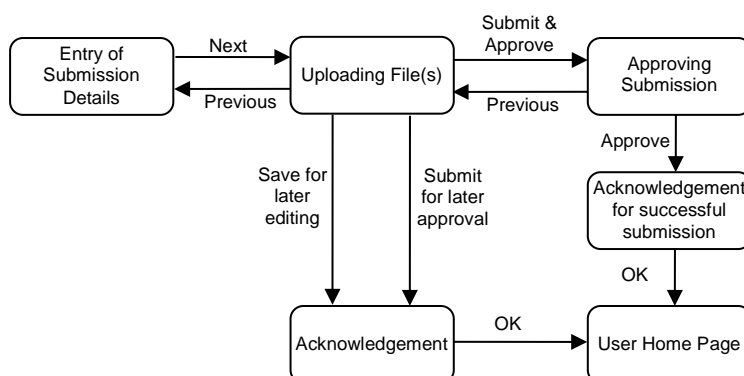 Entry of
Submission
Details
Next
Previous
Uploading File(s)
Submit &
Approve
Previous
Approving
Submission
Approve
Save for
later
editing
Submit
for later
approval
Acknowledgement
for successful
submission
OK
Acknowledgement
OK
User Home Page